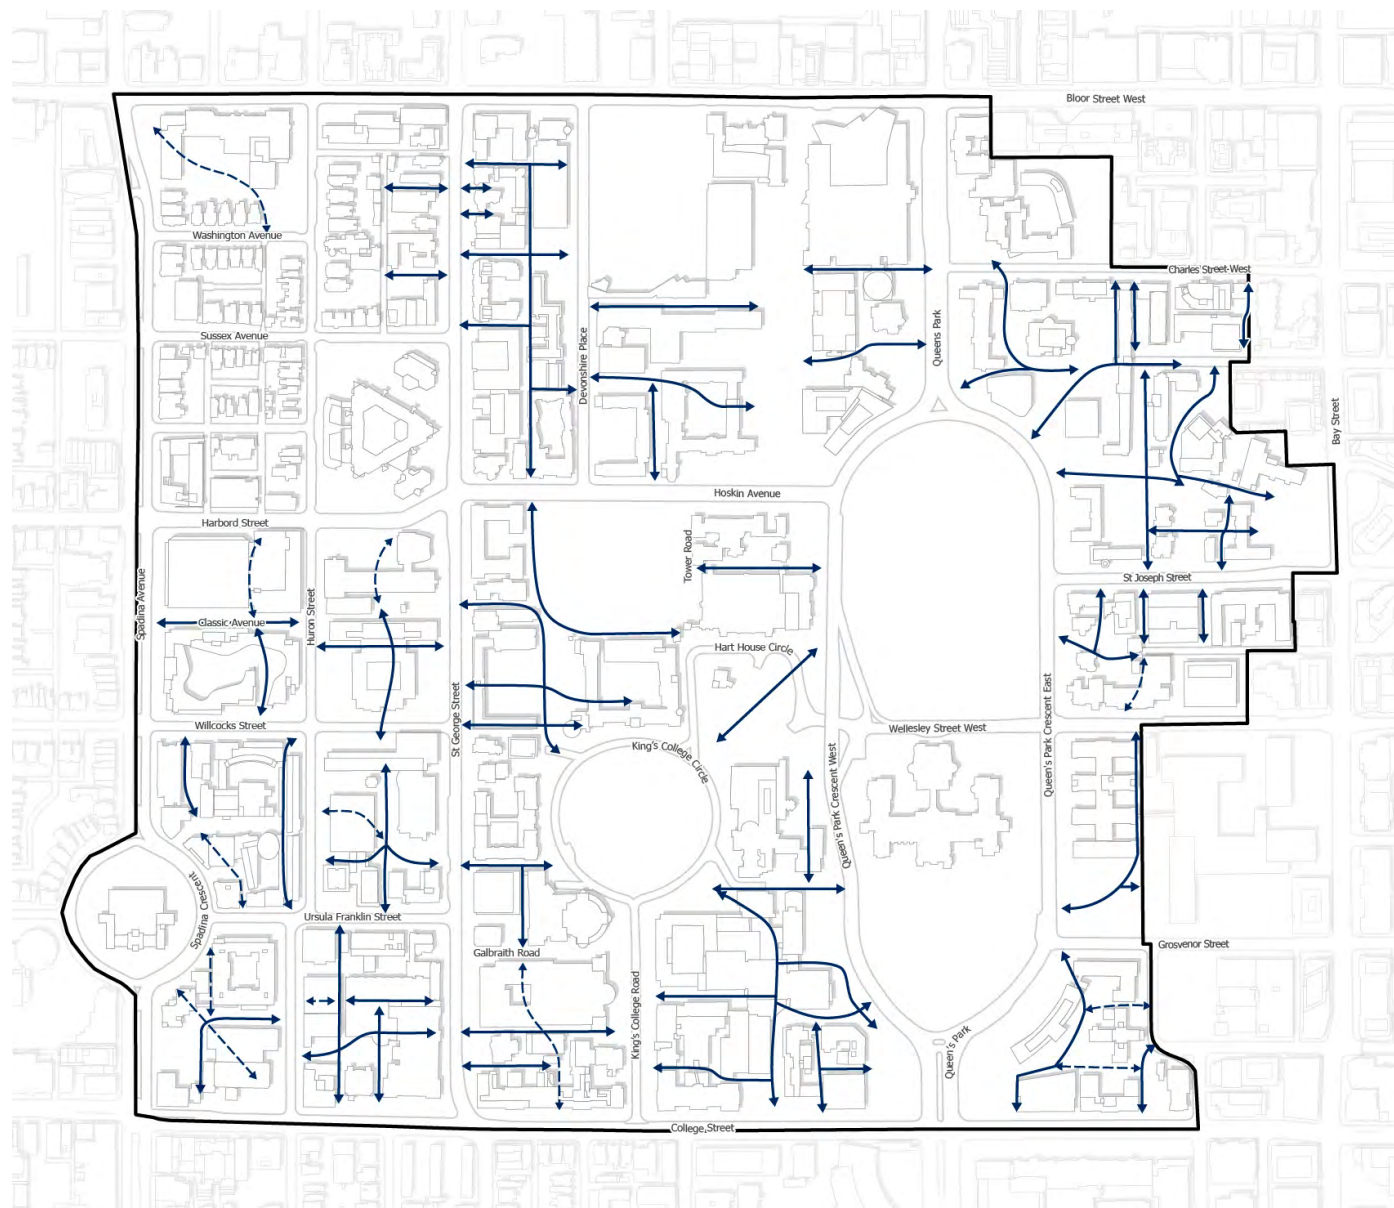 Bloor Street West
Washington Avenue
Charles Street West
Sussex Avenue
Devonshire Place
Queens Park
Bay Street
Hoskin Avenue
Harbord Street
Tower Road
St Joseph Street
Spadina Avenue
Huron Street
Classic Avenue
Hart House Circle
Queen's Park Crescent East
St George Street
Willcocks Street
Wellesley Street West
King's College Circle
Queen's Park Crescent West
Spadina Crescent
Ursula Franklin Street
Galbraith Road
Grosvenor Street
King's College Road
Queen's Park
College Street